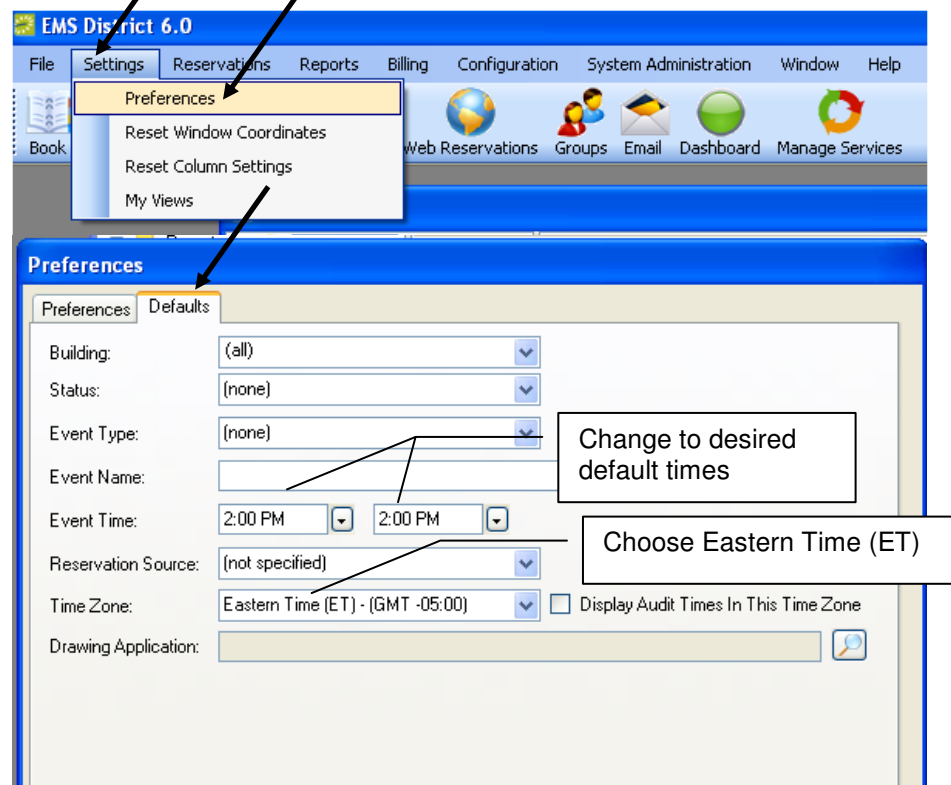 EMS District 6.0
File Settings Reservations Reports Billing Configuration System Administration Window Help
Preferences
Reset Window Coordinates
Reset Column Settings
My Views
Book Web Reservations Groups Email Dashboard Manage Services
Preferences
Preferences Defaults
Building: (all)
Status: (none)
Event Type: (none)
Change to desired
default times
Event Name:
Event Time: 2:00 PM 2:00 PM
Choose Eastern Time (ET)
Reservation Source: (not specified)
Time Zone: Eastern Time (ET) - (GMT -05:00) Display Audit Times In This Time Zone
Drawing Application: